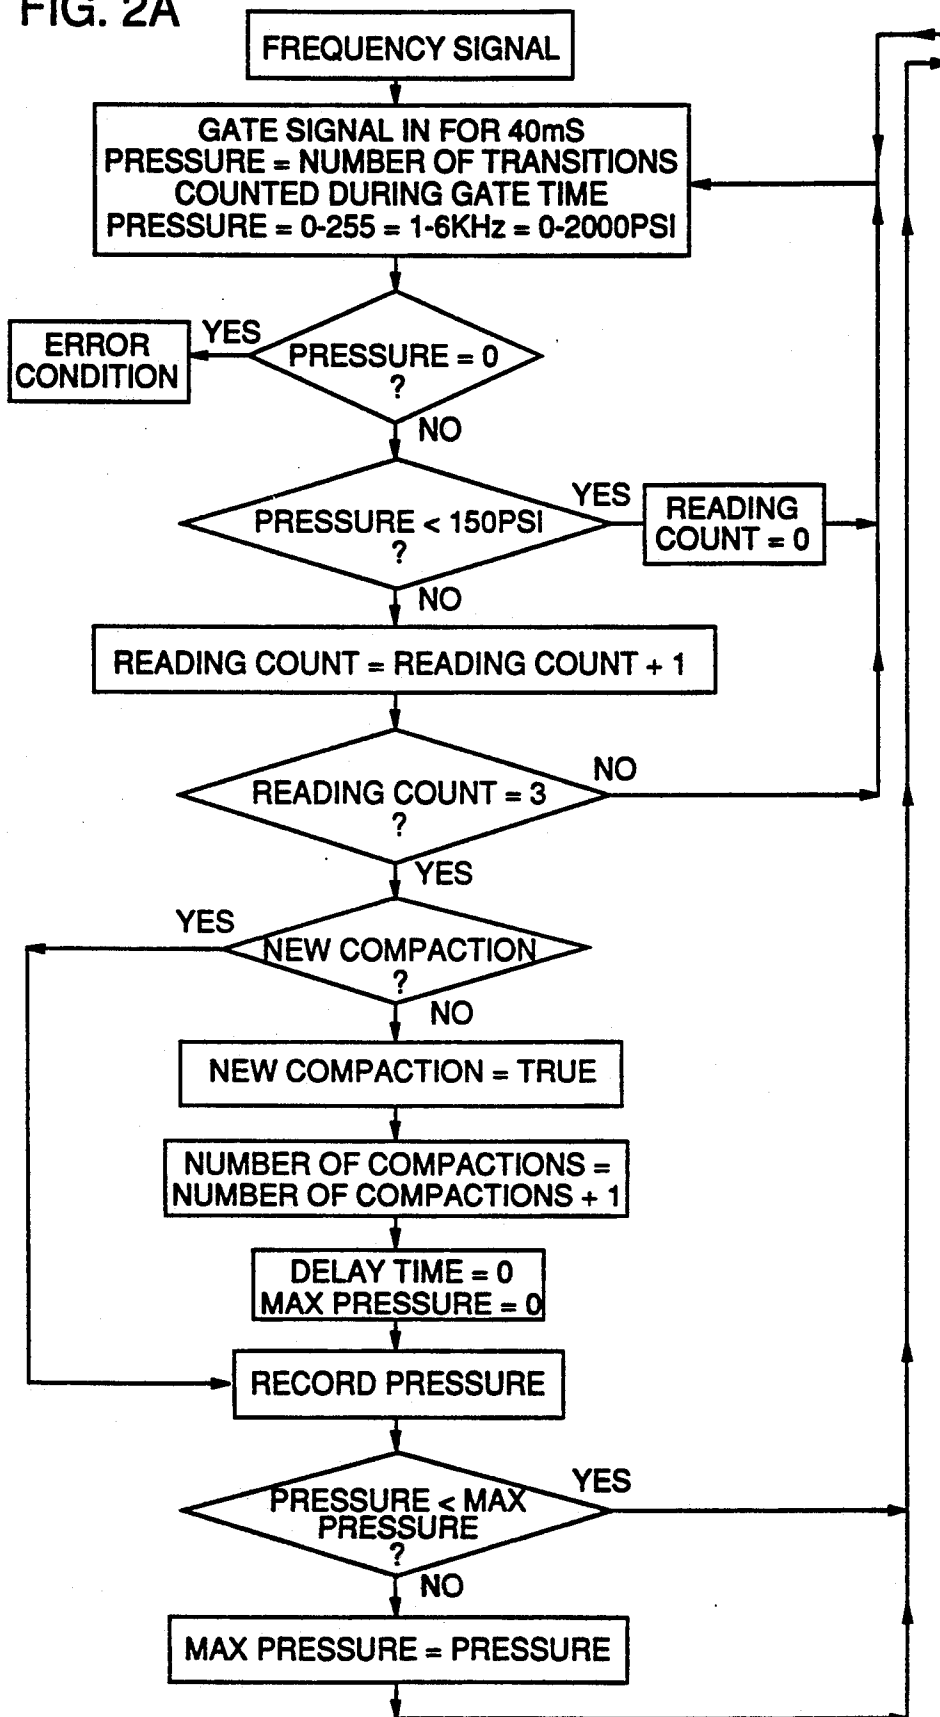 FIG. 2A
FREQUENCY SIGNAL
GATE SIGNAL IN FOR 40mS
PRESSURE = NUMBER OF TRANSITIONS
COUNTED DURING GATE TIME
PRESSURE = 0-255 = 1-6KHz = 0-2000PSI
PRESSURE = 0
?
YES
ERROR
CONDITION
NO
PRESSURE < 150PSI
?
YES
READING
COUNT = 0
NO
READING COUNT = READING COUNT + 1
READING COUNT = 3
?
NO
YES
NEW COMPACTION
?
YES
NO
NEW COMPACTION = TRUE
NUMBER OF COMPACTIONS =
NUMBER OF COMPACTIONS + 1
DELAY TIME = 0
MAX PRESSURE = 0
RECORD PRESSURE
PRESSURE < MAX
PRESSURE
?
YES
NO
MAX PRESSURE = PRESSURE